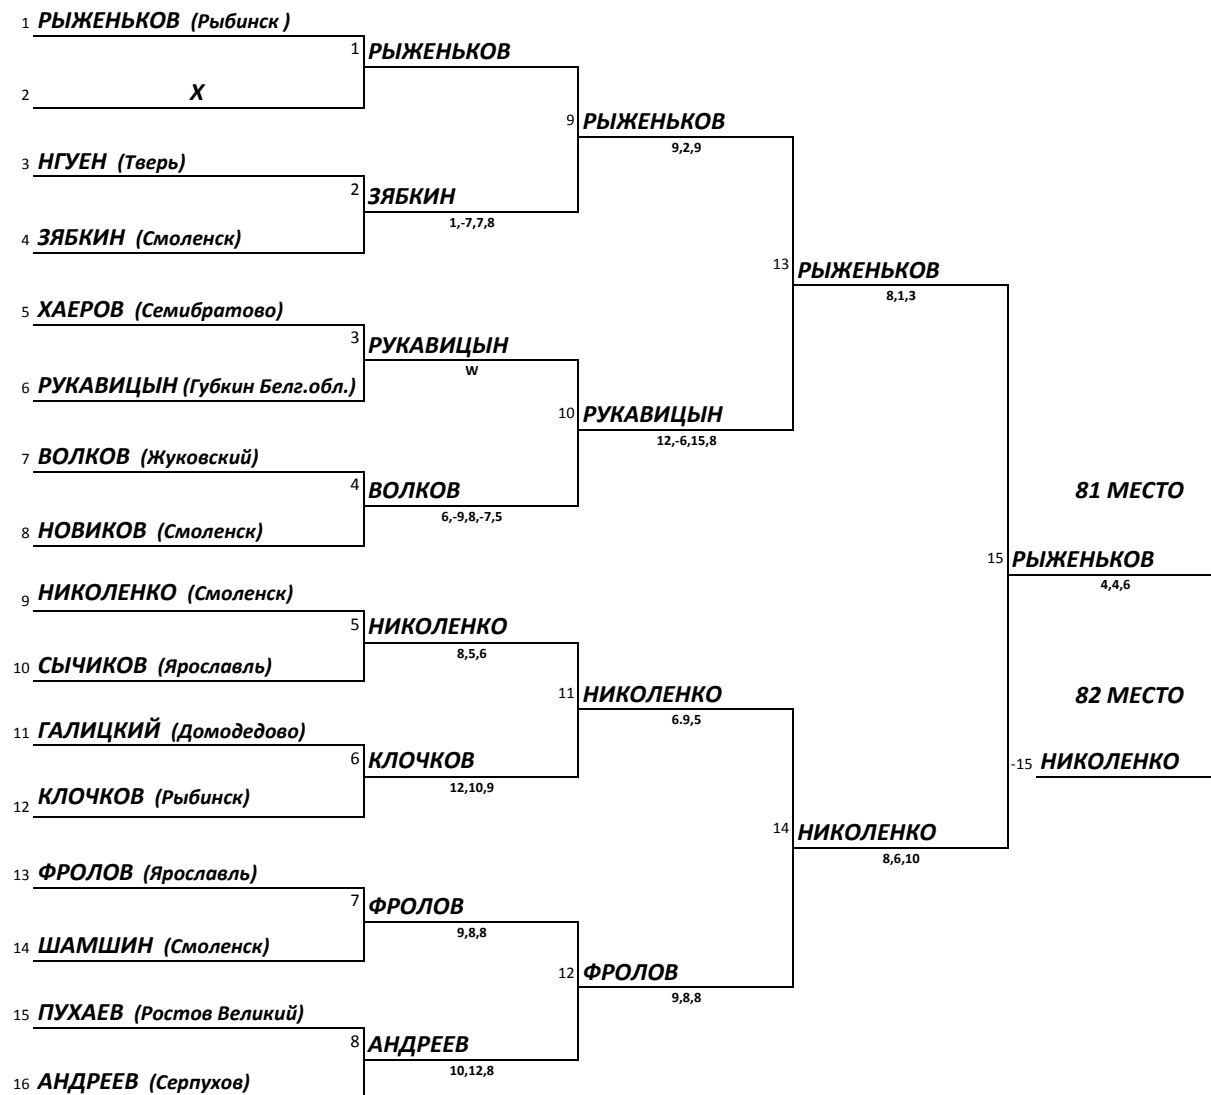 1 РЫЖЕНЬКОВ (Рыбинск )
1 РЫЖЕНЬКОВ
2 Х
9 РЫЖЕНЬКОВ
9,2,9
3 НГУЕН (Тверь)
2 ЗЯБКИН
1,-7,7,8
4 ЗЯБКИН (Смоленск)
13 РЫЖЕНЬКОВ
8,1,3
5 ХАЕРОВ (Семибратово)
3 РУКАВИЦЫН
W
6 РУКАВИЦЫН (Губкин Белг.обл.)
10 РУКАВИЦЫН
12,-6,15,8
7 ВОЛКОВ (Жуковский)
4 ВОЛКОВ
6,-9,8,-7,5
81 МЕСТО
8 НОВИКОВ (Смоленск)
15 РЫЖЕНЬКОВ
4,4,6
9 НИКОЛЕНКО (Смоленск)
5 НИКОЛЕНКО
8,5,6
10 СЫЧИКОВ (Ярославль)
11 НИКОЛЕНКО
6.9,5
82 МЕСТО
11 ГАЛИЦКИЙ (Домодедово)
6 КЛОЧКОВ
12,10,9
-15 НИКОЛЕНКО
12 КЛОЧКОВ (Рыбинск)
14 НИКОЛЕНКО
8,6,10
13 ФРОЛОВ (Ярославль)
7 ФРОЛОВ
9,8,8
14 ШАМШИН (Смоленск)
12 ФРОЛОВ
9,8,8
15 ПУХАЕВ (Ростов Великий)
8 АНДРЕЕВ
10,12,8
16 АНДРЕЕВ (Серпухов)